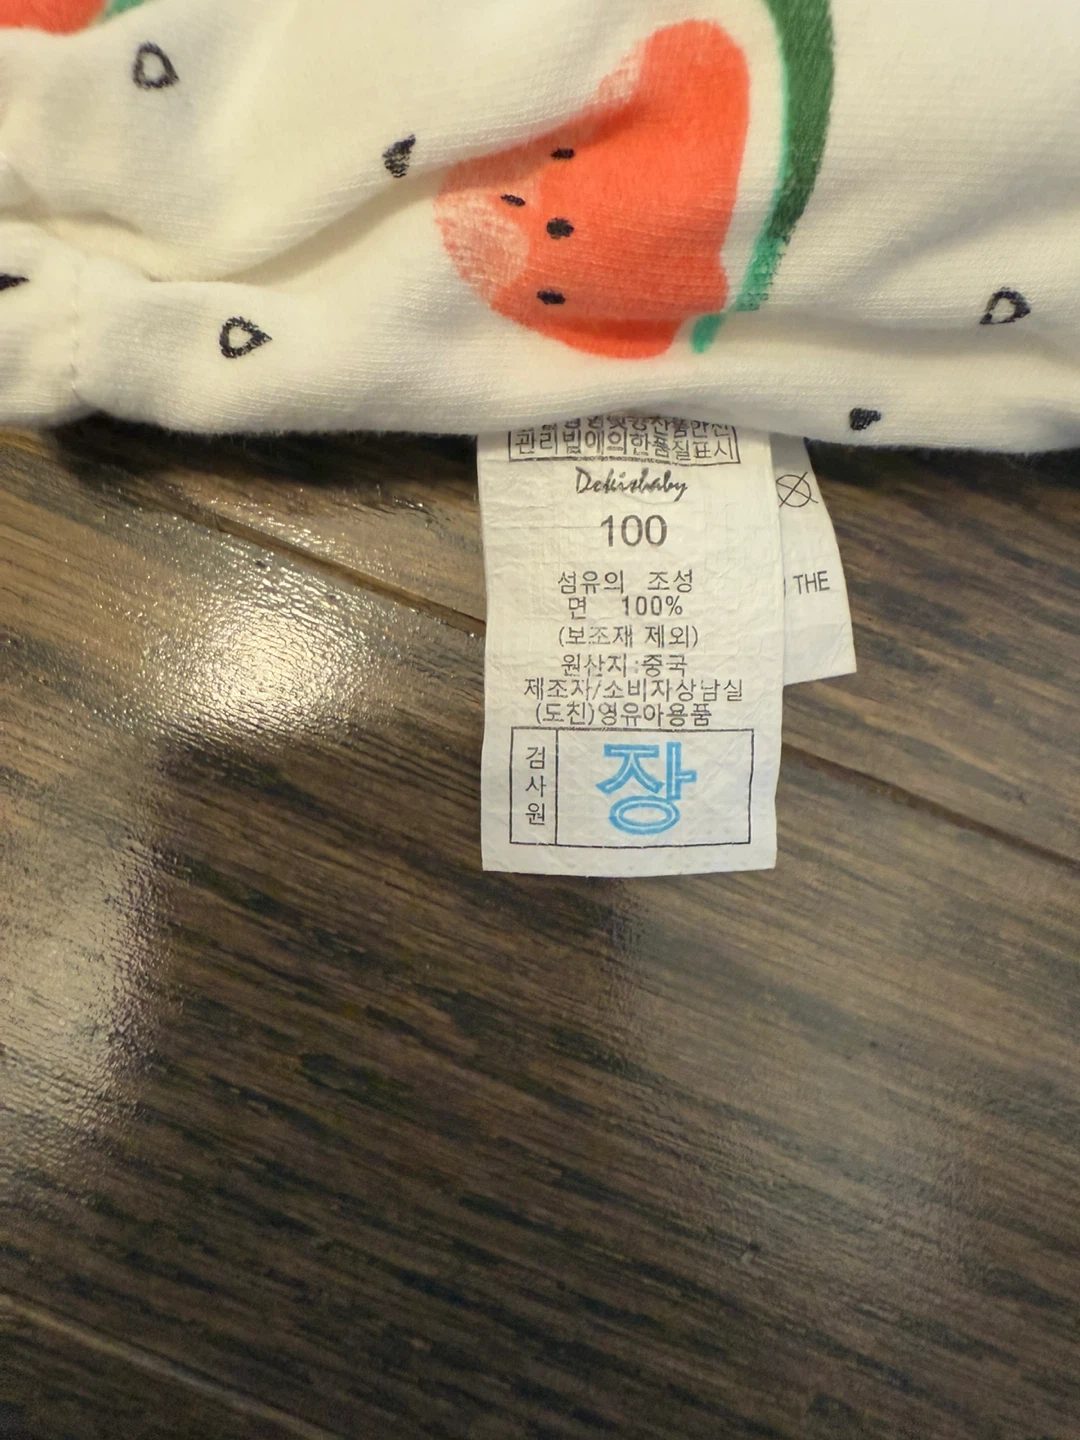 관리법에의한품질표시
Dekisbaby
100
섬유의 조성
면 100%
(보조재 제외)
원산지:중국
제조자/소비자상담실
(도친)영유아용품
검사원
장
THE